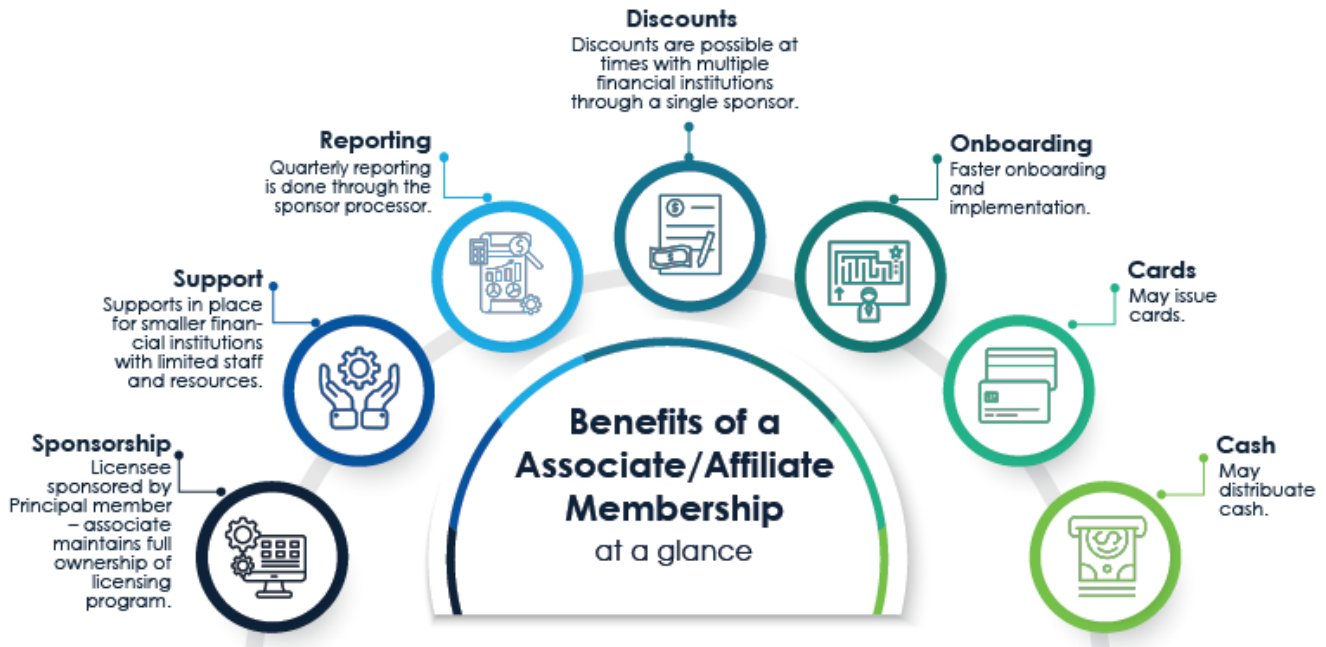 Discounts
Discounts are possible at
times with multiple
financial institutions
through a single sponsor.
Reporting
Quarterly reporting
is done through the
sponsor processor.
Onboarding
Faster onboarding
and
implementation.
Support
Supports in place
for smaller finan-
cial institutions
with limited staff
and resources.
Cards
May issue
cards.
Sponsorship
Licensee
sponsored by
Principal member
– associate
maintains full
ownership of
licensing
program.
Benefits of a
Associate/Affiliate
Membership
at a glance
Cash
May
distribuate
cash.